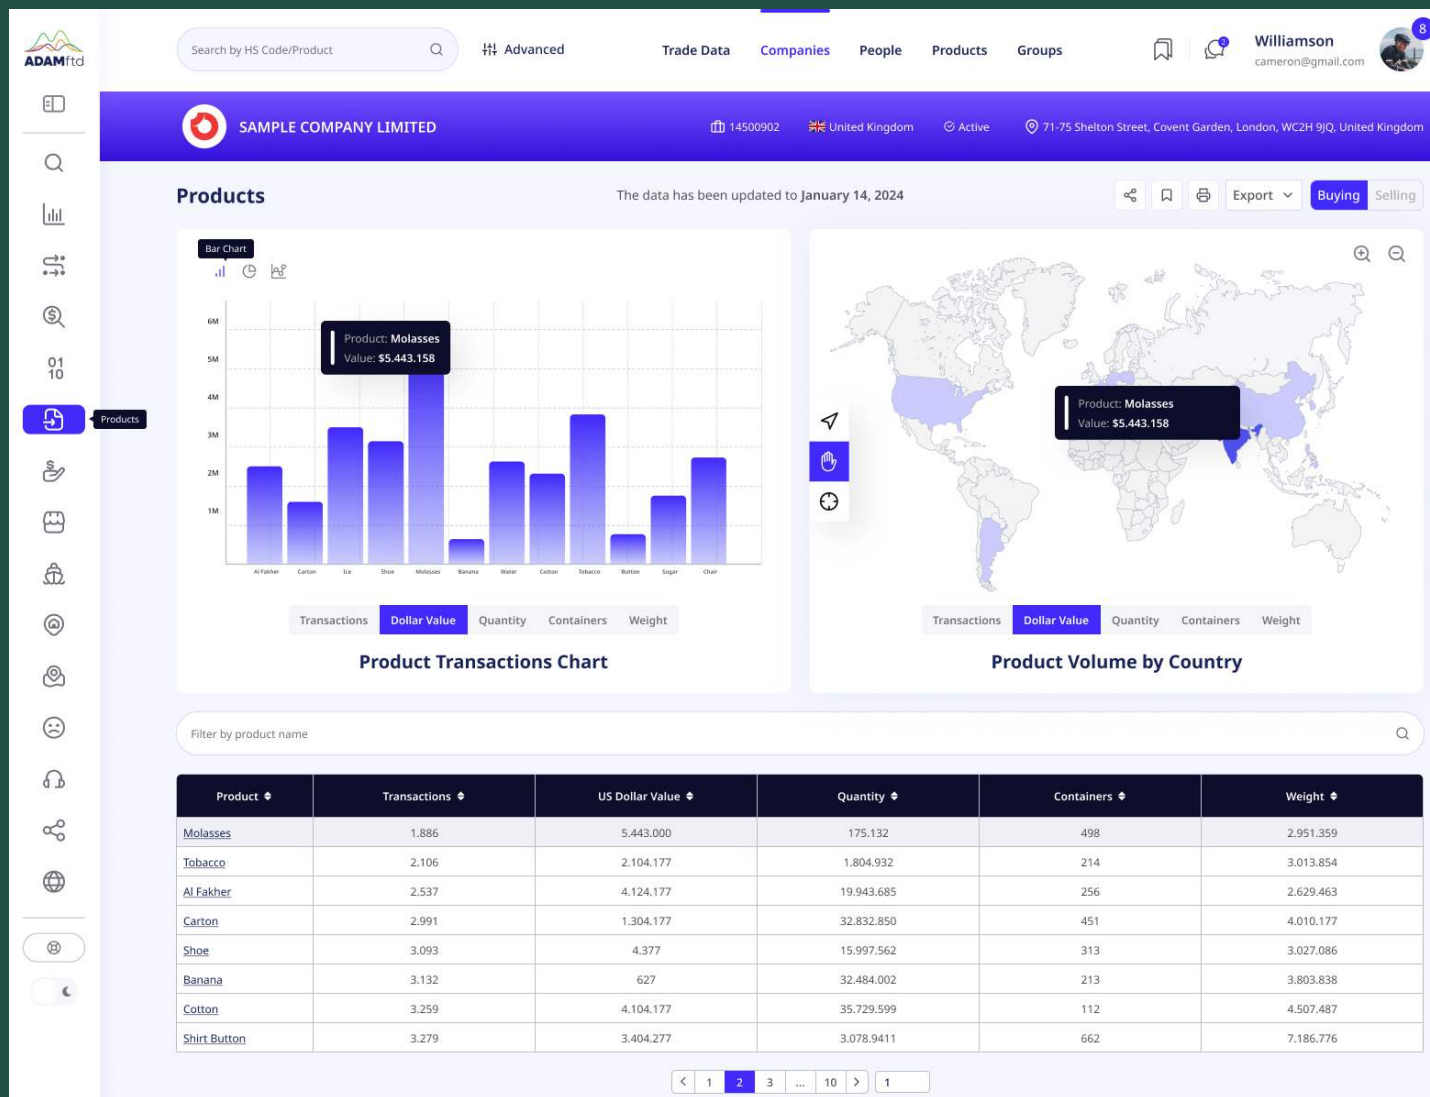 ADAMftd
Search by HS Code/Product
Advanced
Trade Data Companies People Products Groups
2
Williamson
cameron@gmail.com
8
SAMPLE COMPANY LIMITED
14500902 United Kingdom Active 71-75 Shelton Street, Covent Garden, London, WC2H 9JQ, United Kingdom
Products
The data has been updated to January 14, 2024
Export Buying Selling
Bar Chart
6M
5M
4M
3M
2M
1M
Product: Molasses
Value: $5.443.158
Al Fakher Carton Ice Shoe Molasses Banana Water Cotton Tobacco Button Sugar Chair
Transactions Dollar Value Quantity Containers Weight
Product Transactions Chart
Product: Molasses
Value: $5.443.158
Transactions Dollar Value Quantity Containers Weight
Product Volume by Country
01
10
Products
Filter by product name
Product Transactions US Dollar Value Quantity Containers Weight
Molasses 1.886 5.443.000 175.132 498 2.951.359
Tobacco 2.106 2.104.177 1.804.932 214 3.013.854
Al Fakher 2.537 4.124.177 19.943.685 256 2.629.463
Carton 2.991 1.304.177 32.832.850 451 4.010.177
Shoe 3.093 4.377 15.997.562 313 3.027.086
Banana 3.132 627 32.484.002 213 3.803.838
Cotton 3.259 4.104.177 35.729.599 112 4.507.487
Shirt Button 3.279 3.404.277 3.078.9411 662 7.186.776
1 2 3 ... 10 1